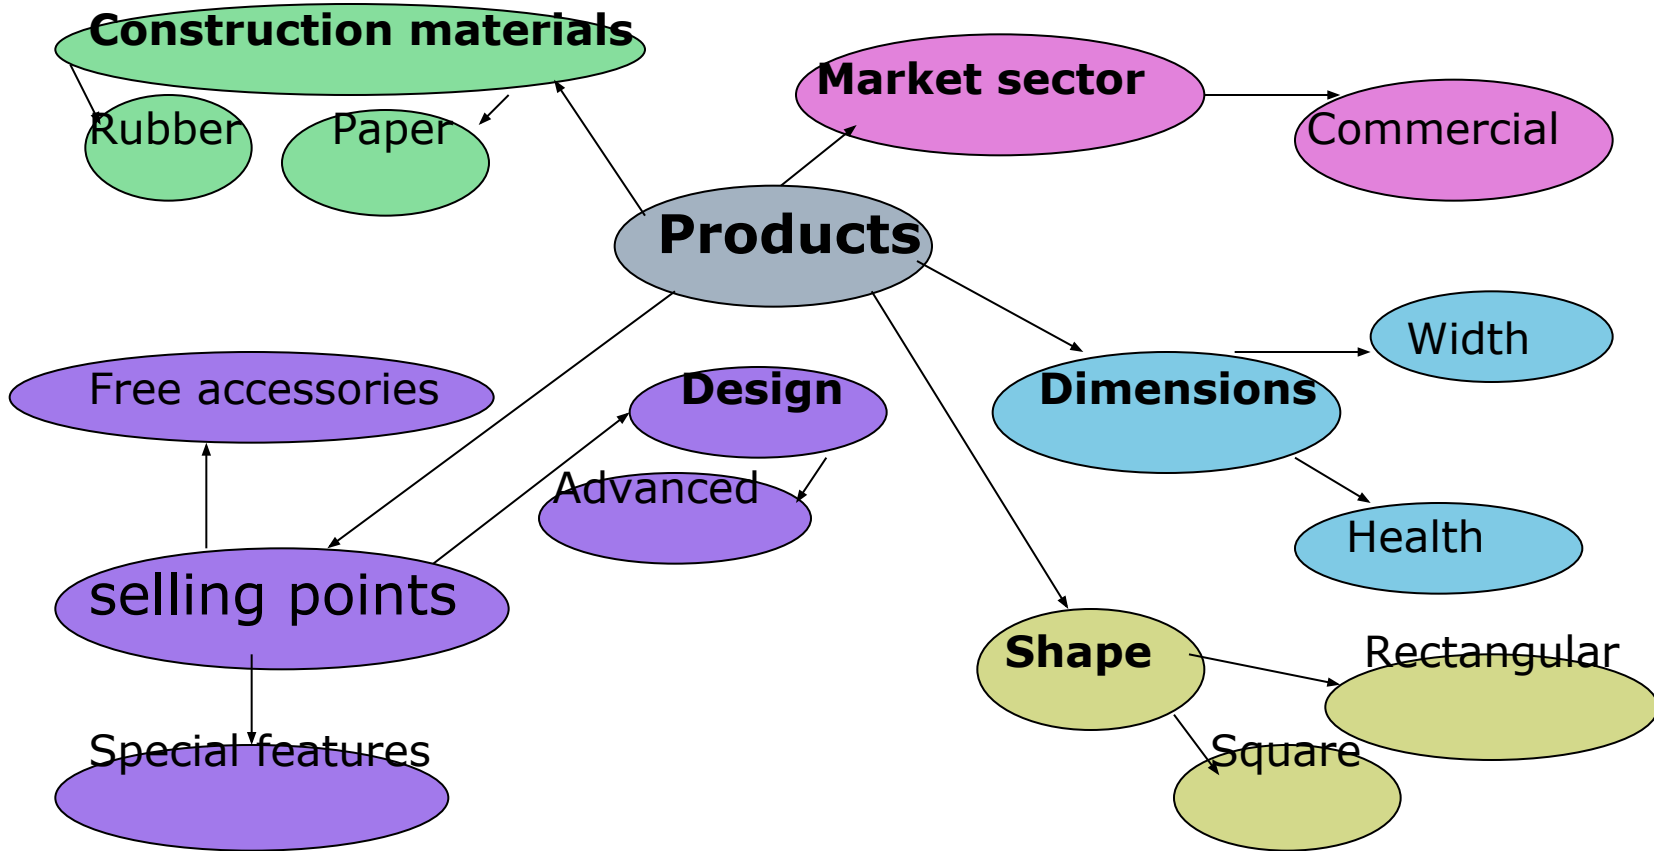 Construction materials
Market sector
Rubber
Paper
Commercial
Products
Width
Free accessories
Design
Dimensions
Advanced
Health
selling points
Shape
Rectangular
Special features
Square